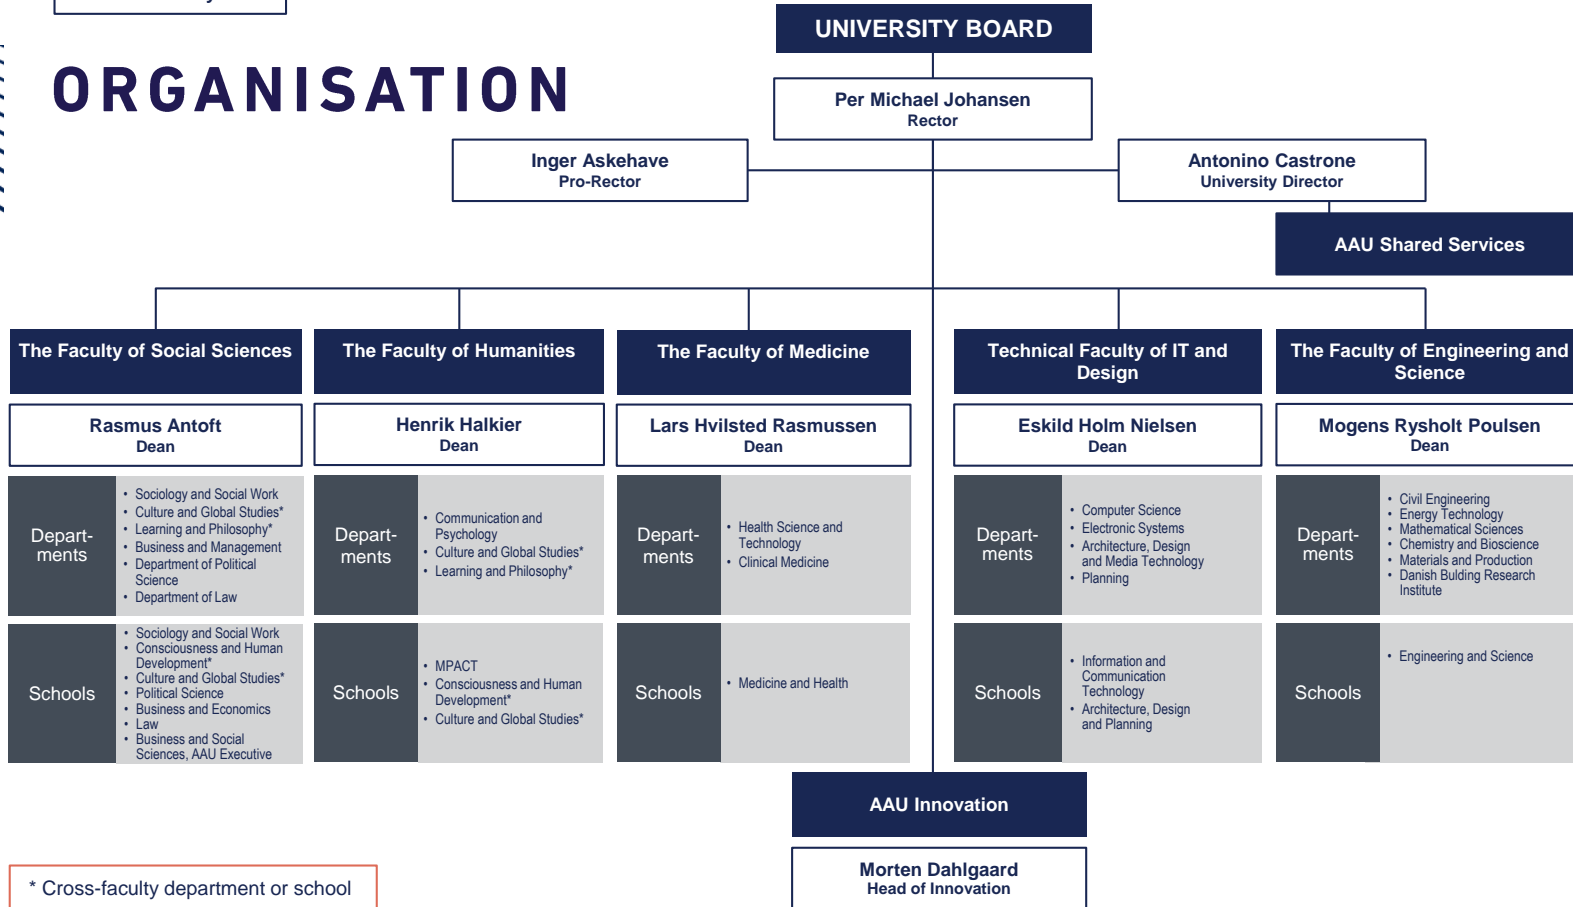 UNIVERSITY BOARD
ORGANISATION
Per Michael Johansen
Rector
Inger Askehave
Pro-Rector
Antonino Castrone
University Director
AAU Shared Services
The Faculty of Social Sciences
Rasmus Antoft
Dean
Depart-
ments
• Sociology and Social Work
• Culture and Global Studies*
• Learning and Philosophy*
• Business and Management
• Department of Political
Science
• Department of Law
Schools
• Sociology and Social Work
• Consciousness and Human
Development*
• Culture and Global Studies*
• Political Science
• Business and Economics
• Law
• Business and Social
Sciences, AAU Executive
The Faculty of Humanities
Henrik Halkier
Dean
Depart-
ments
• Communication and
Psychology
• Culture and Global Studies*
• Learning and Philosophy*
Schools
• MPACT
• Consciousness and Human
Development*
• Culture and Global Studies*
The Faculty of Medicine
Lars Hvilsted Rasmussen
Dean
Depart-
ments
• Health Science and
Technology
• Clinical Medicine
Schools
• Medicine and Health
Technical Faculty of IT and
Design
Eskild Holm Nielsen
Dean
Depart-
ments
• Computer Science
• Electronic Systems
• Architecture, Design
and Media Technology
• Planning
Schools
• Information and
Communication
Technology
• Architecture, Design
and Planning
The Faculty of Engineering and
Science
Mogens Rysholt Poulsen
Dean
Depart-
ments
• Civil Engineering
• Energy Technology
• Mathematical Sciences
• Chemistry and Bioscience
• Materials and Production
• Danish Bulding Research
Institute
Schools
• Engineering and Science
AAU Innovation
Morten Dahlgaard
Head of Innovation
* Cross-faculty department or school